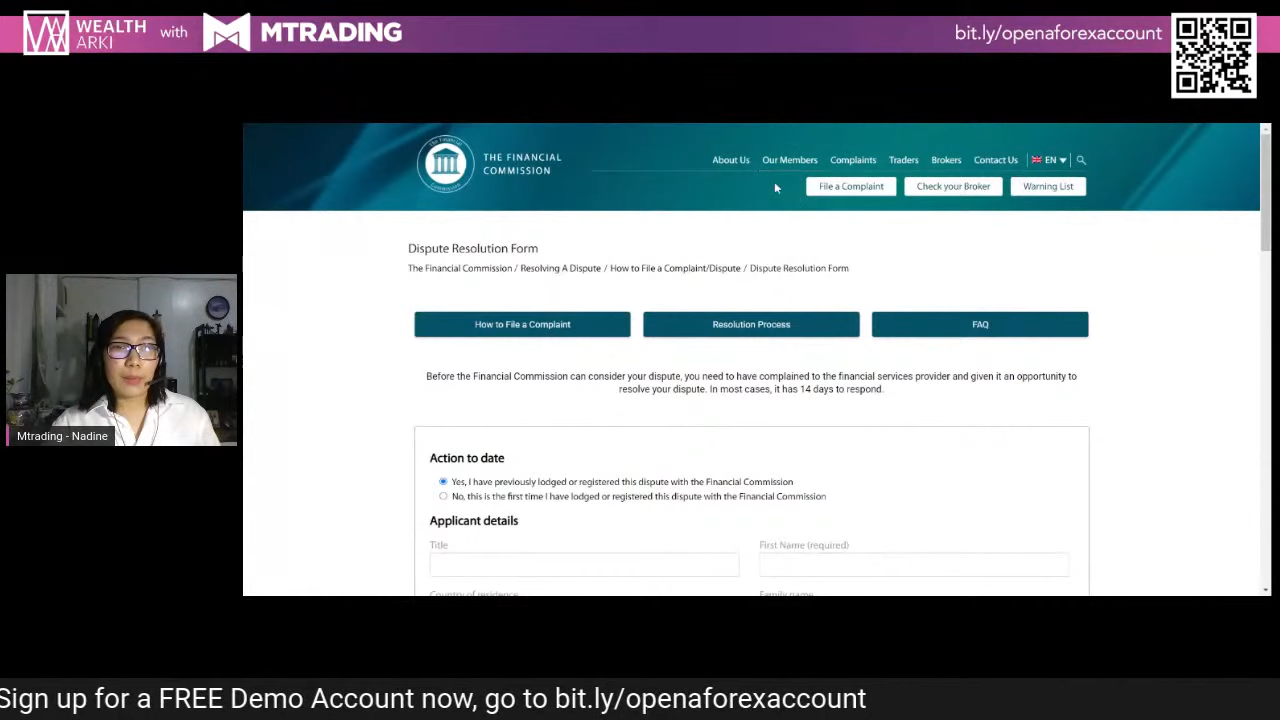 WEALTH
ARKI
with
MTRADING
bit.ly/openaforexaccount
THE FINANCIAL
COMMISSION
About Us
Our Members
Complaints
Traders
Brokers
Contact Us
EN
File a Complaint
Check your Broker
Warning List
Dispute Resolution Form
The Financial Commission / Resolving A Dispute / How to File a Complaint/Dispute / Dispute Resolution Form
How to File a Complaint
Resolution Process
FAQ
Before the Financial Commission can consider your dispute, you need to have complained to the financial services provider and given it an opportunity to
resolve your dispute. In most cases, it has 14 days to respond.
Action to date
Yes, I have previously lodged or registered this dispute with the Financial Commission
No, this is the first time I have lodged or registered this dispute with the Financial Commission
Applicant details
Title
First Name (required)
Country of residence
Family name
Mtrading - Nadine
Sign up for a FREE Demo Account now, go to bit.ly/openaforexaccount